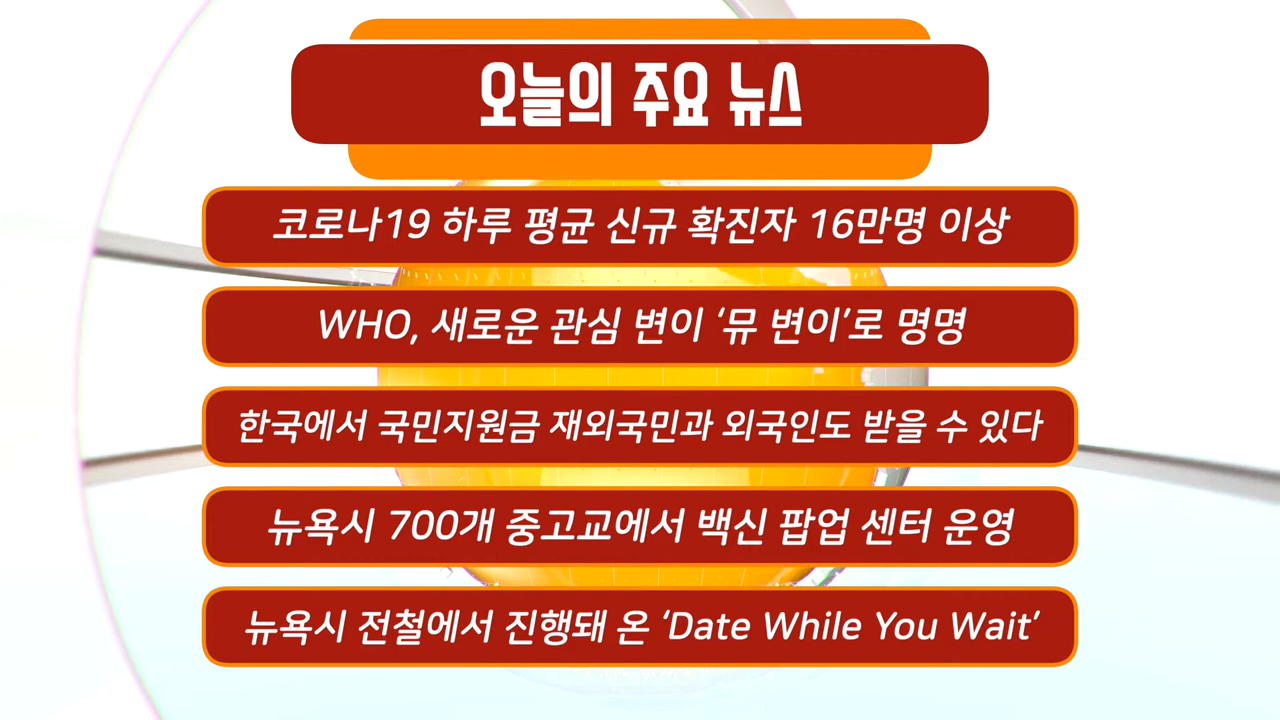 오늘의 주요 뉴스
코로나19 하루 평균 신규 확진자 16만명 이상
WHO, 새로운 관심 변이 ‘뮤 변이’로 명명
한국에서 국민지원금 재외국민과 외국인도 받을 수 있다
뉴욕시 700개 중고교에서 백신 팝업 센터 운영
뉴욕시 전철에서 진행돼 온 ‘Date While You Wait’